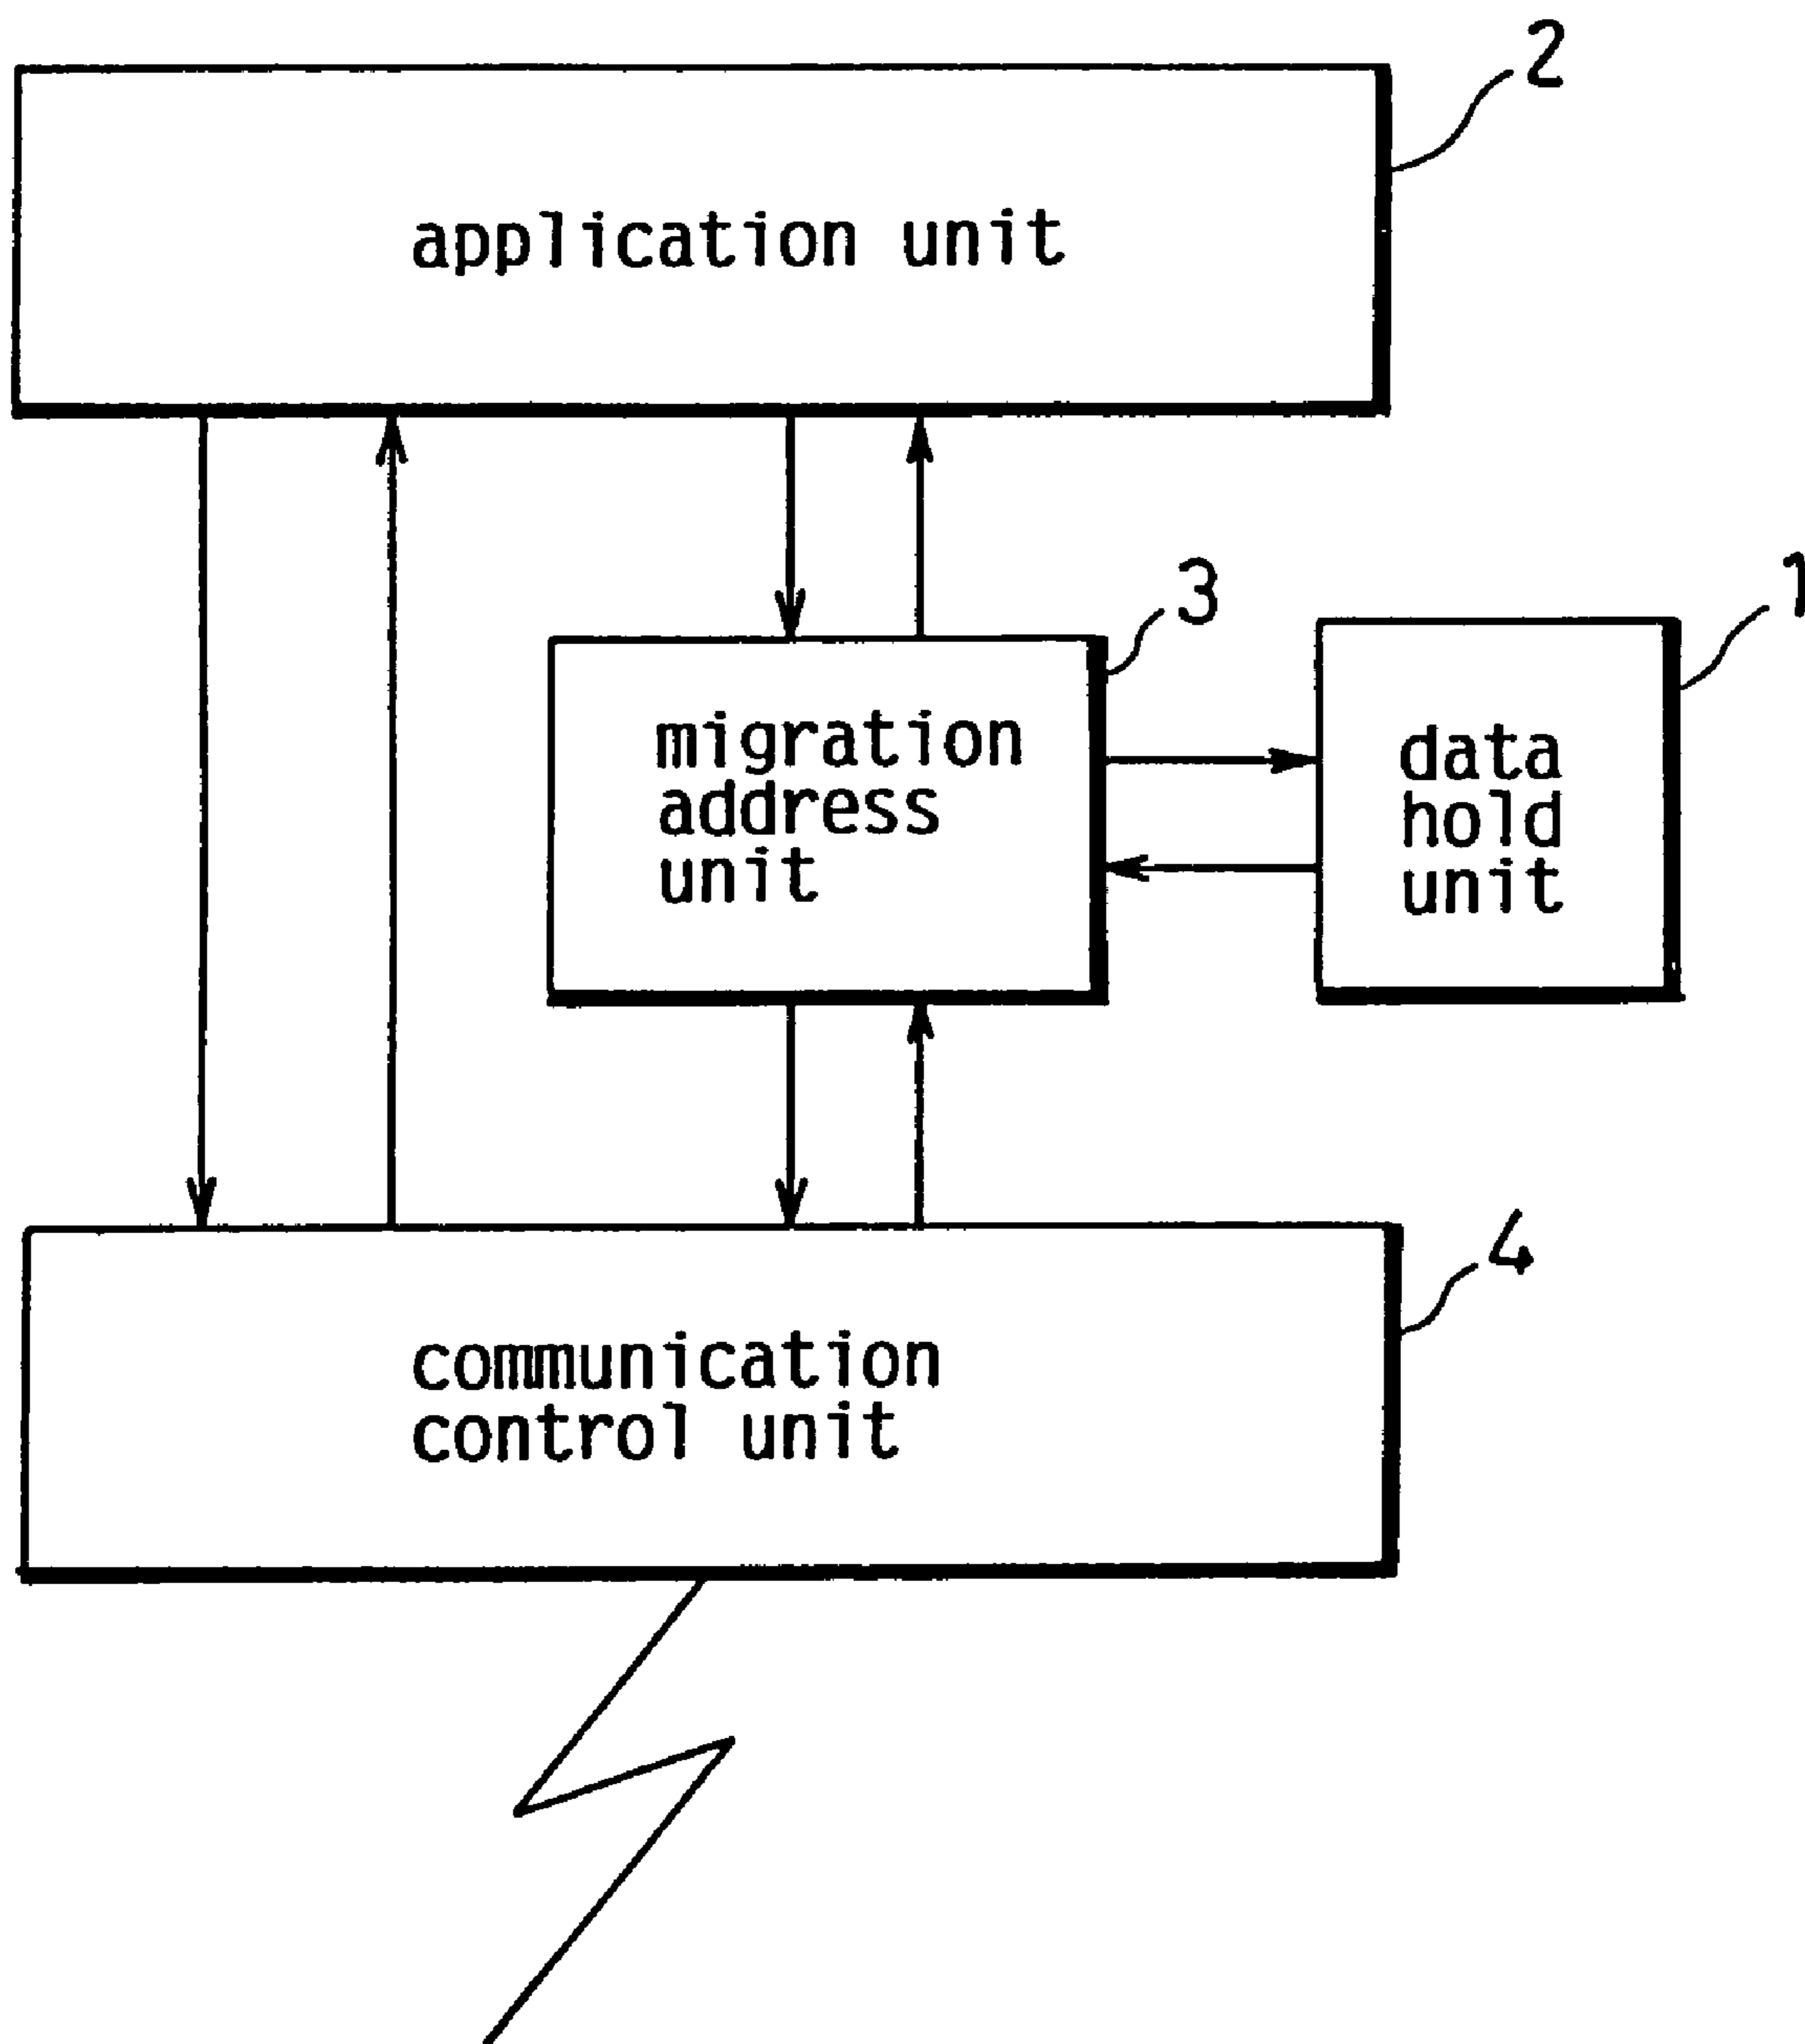 2
application unit
3
1
migration
address
unit
data
hold
unit
4
communication
control unit